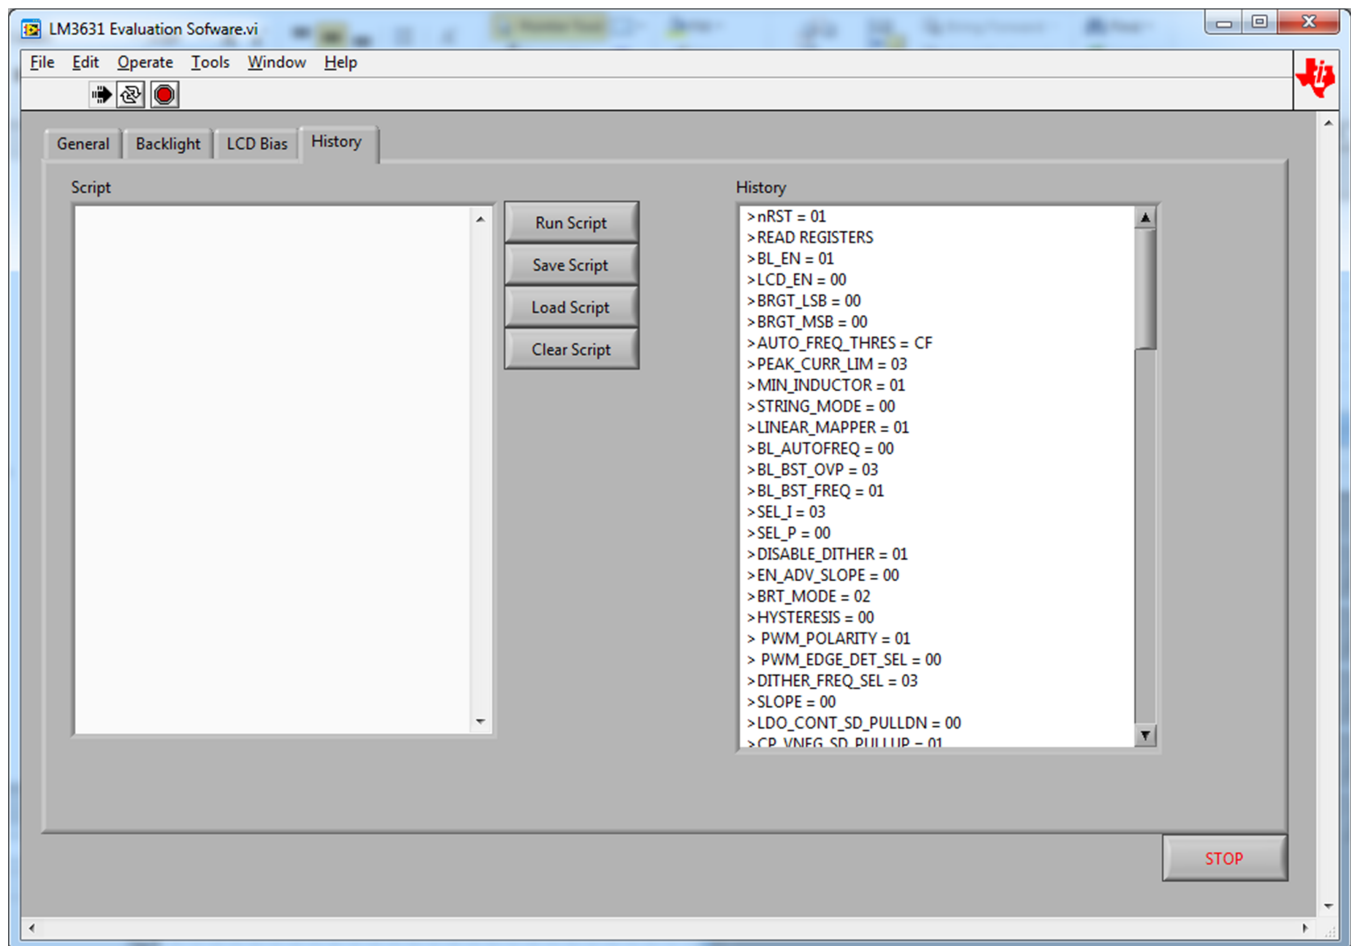 LM3631 Evaluation Sofware.vi
File Edit Operate Tools Window Help
General Backlight LCD Bias History
Script
Run Script
Save Script
Load Script
Clear Script
History
>nRST = 01
>READ REGISTERS
>BL_EN = 01
>LCD_EN = 00
>BRGT_LSB = 00
>BRGT_MSB = 00
>AUTO_FREQ_THRES = CF
>PEAK_CURR_LIM = 03
>MIN_INDUCTOR = 01
>STRING_MODE = 00
>LINEAR_MAPPER = 01
>BL_AUTOFREQ = 00
>BL_BST_OVP = 03
>BL_BST_FREQ = 01
>SEL_I = 03
>SEL_P = 00
>DISABLE_DITHER = 01
>EN_ADV_SLOPE = 00
>BRT_MODE = 02
>HYSTERESIS = 00
> PWM_POLARITY = 01
> PWM_EDGE_DET_SEL = 00
>DITHER_FREQ_SEL = 03
>SLOPE = 00
>LDO_CONT_SD_PULLDN = 00
>CP_VNEG_SD_PULLUP = 01
STOP